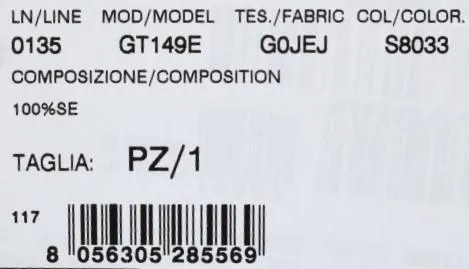 LN/LINE MOD/MODEL TES./FABRIC COL/COLOR.
0135 GT149E G0JEJ S8033
COMPOSIZIONE/COMPOSITION
100%SE
TAGLIA: PZ/1
117
8 056305 285569